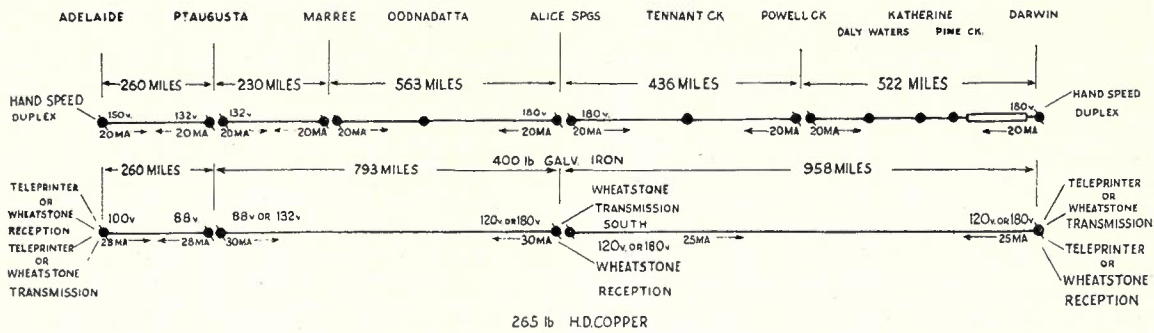 ADELAIDE PTAUGUSTA MARREE OODNADATTA ALICE SPGS TENNANT CK POWELL CK KATHERINE DARWIN
DALY WATERS PINE CK.
260 MILES 230 MILES 563 MILES 436 MILES 522 MILES
HAND SPEED
DUPLEX
150V. 132V 132V. 180V. 180V. 180V.
20MA 20MA 20MA 20MA 20MA 20MA 20MA 20MA 20MA 20MA
HAND SPEED
DUPLEX
400 lb GALV. IRON
260 MILES 793 MILES 958 MILES
TELEPRINTER
OR
WHEATSTONE
RECEPTION
TELEPRINTER
OR
WHEATSTONE
TRANSMISSION
100V 88V 88V OR 132V 120V. OR 180V
28MA 28MA 30MA 30MA
WHEATSTONE
TRANSMISSION
SOUTH
120V. OR 180V 25MA
WHEATSTONE
RECEPTION
120V. OR 180V
25MA
TELEPRINTER
OR
WHEATSTONE
TRANSMISSION
TELEPRINTER
OR
WHEATSTONE
RECEPTION
265 lb H.D. COPPER